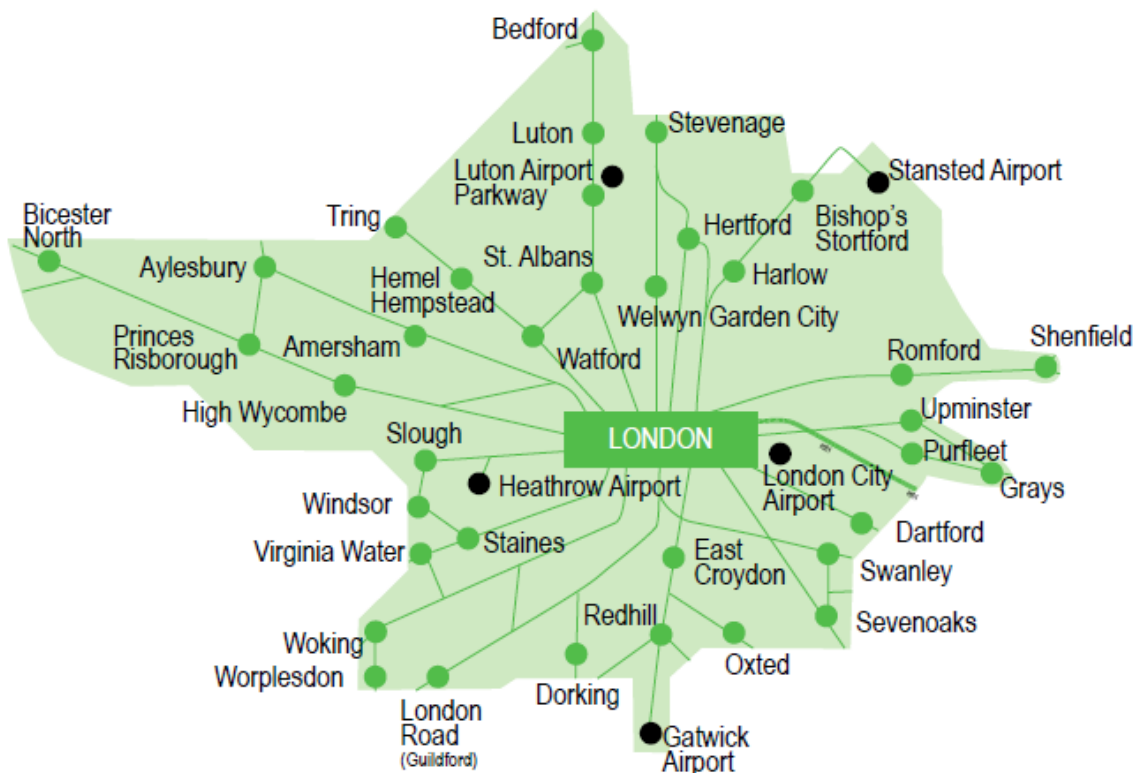 Bedford
Luton
Stevenage
Luton Airport
Parkway
Stansted Airport
Bicester
North
Tring
Hertford
Bishop's
Stortford
Aylesbury
St. Albans
Hemel
Hempstead
Harlow
Welwyn Garden City
Princes
Risborough
Amersham
Watford
Romford
Shenfield
High Wycombe
Upminster
LONDON
Slough
Purfleet
London City
Airport
Grays
Heathrow Airport
Windsor
Dartford
Virginia Water
Staines
East
Croydon
Swanley
Redhill
Sevenoaks
Woking
Oxted
Worplesdon
Dorking
London
Road
(Guildford)
Gatwick
Airport